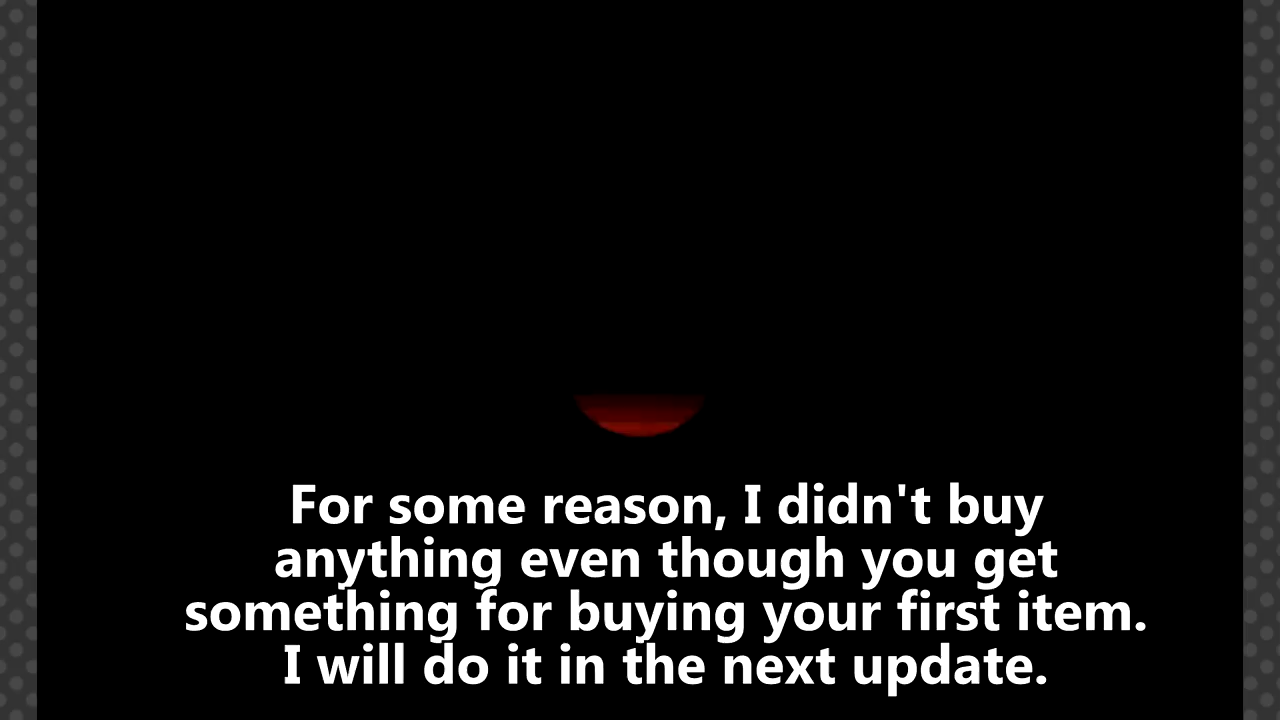 For some reason, I didn't buy
anything even though you get
something for buying your first item.
I will do it in the next update.